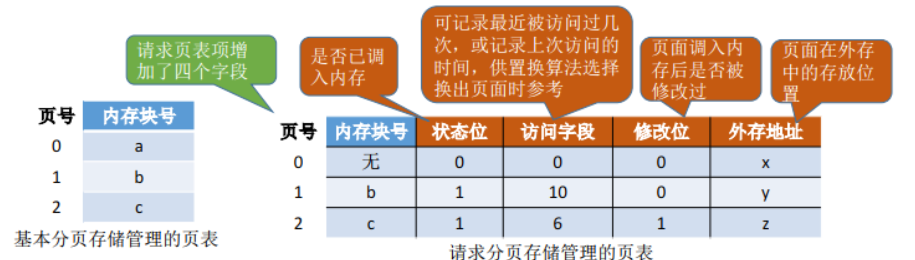 请求页表项增
加了四个字段
是否已调
入内存
可记录最近被访问过几
次，或记录上次访问的
时间，供置换算法选择
换出页面时参考
页面调入内
存后是否被
修改过
页面在外存
中的存放位
置
页号 内存块号
0 a
1 b
2 c
基本分页存储管理的页表
页号 内存块号 状态位 访问字段 修改位 外存地址
0 无 0 0 0 x
1 b 1 10 0 y
2 c 1 6 1 z
请求分页存储管理的页表